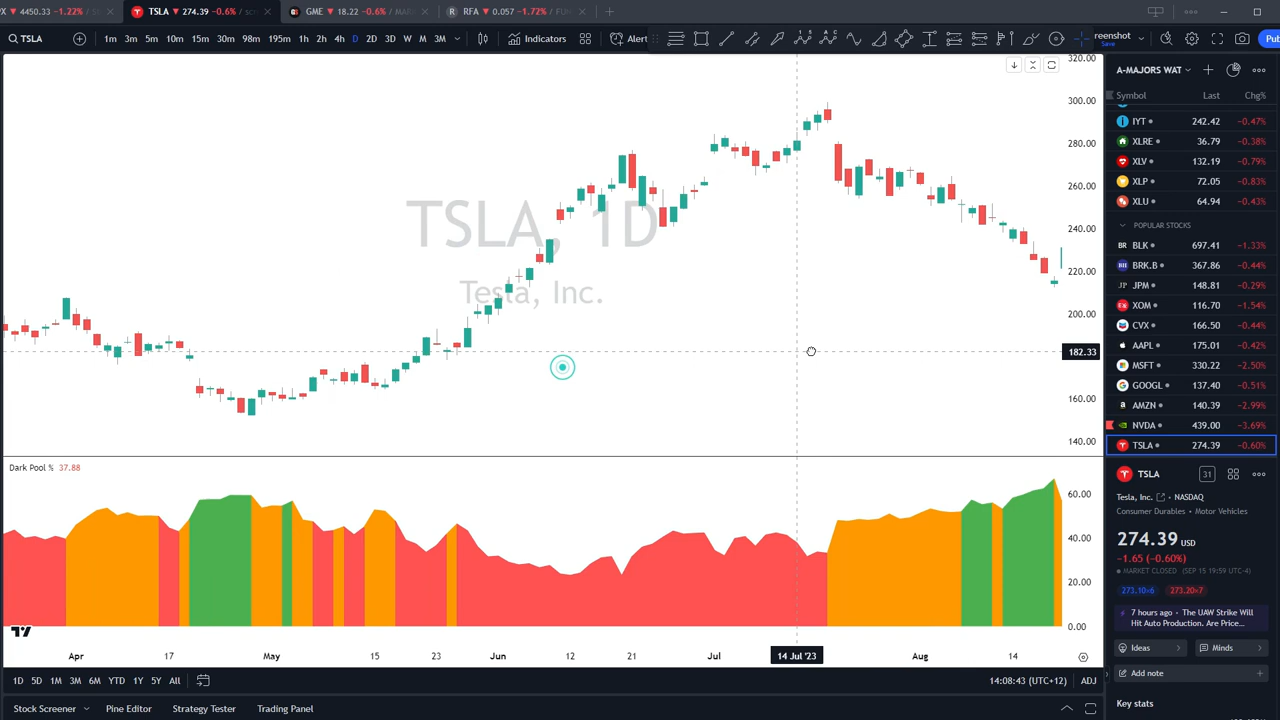 PX ▼ 4450.33 −1.22% / S
TSLA ▼ 274.39 −0.6% / sc
GME ▼ 18.22 −0.6% / MA
RFA ▼ 0.057 −1.72% / FU
TSLA
1m 3m 5m 10m 15m 30m 98m 195m 1h 2h 4h D 2D 3D W M 3M
Indicators
Alert
reenshot
Save
Pub
TSLA, 1D
Tesla, Inc.
320.00
300.00
280.00
260.00
240.00
220.00
200.00
182.33
160.00
140.00
Dark Pool % 37.88
60.00
40.00
20.00
0.00
Apr 17 May 15 23 Jun 12 21 Jul 14 Jul '23 Aug 14
1D 5D 1M 3M 6M YTD 1Y 5Y All
14:08:43 (UTC+12) ADJ
Stock Screener Pine Editor Strategy Tester Trading Panel
A-MAJORS WAT
Symbol Last Chg%
IYT 242.42 −0.47%
XLRE 36.79 −0.38%
XLV 132.19 −0.79%
XLP 72.05 −0.83%
XLU 64.94 −0.43%
POPULAR STOCKS
BLK 697.41 −1.33%
BRK.B 367.86 −0.44%
JPM 148.81 −0.29%
XOM 116.70 −1.54%
CVX 166.50 −0.44%
AAPL 175.01 −0.42%
MSFT 330.22 −2.50%
GOOGL 137.40 −0.51%
AMZN 140.39 −2.99%
NVDA 439.00 −3.69%
TSLA 274.39 −0.60%
TSLA
31
Tesla, Inc. • NASDAQ
Consumer Durables • Motor Vehicles
274.39 USD
−1.65 (−0.60%)
MARKET CLOSED (SEP 15 19:59 UTC-4)
273.10×6 273.20×7
7 hours ago • The UAW Strike Will
Hit Auto Production. Are Price...
Ideas Minds
Add note
Key stats